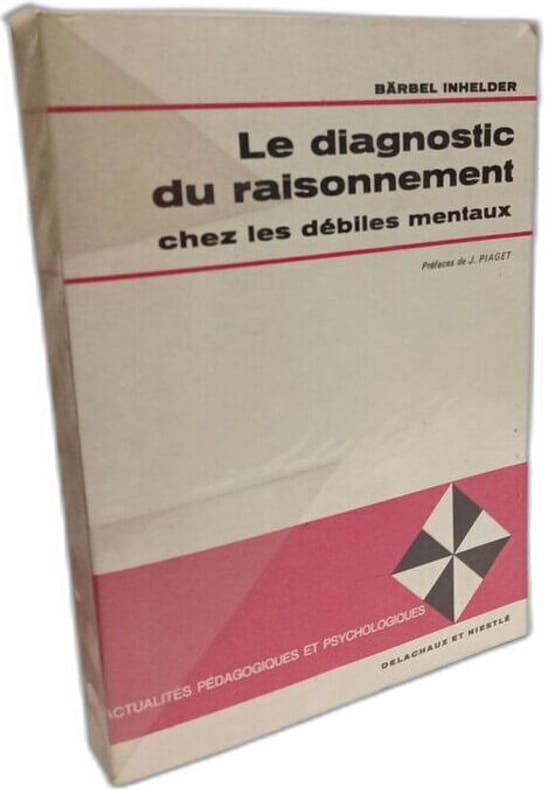 BÄRBEL INHELDER
Le diagnostic
du raisonnement
chez les débiles mentaux
Préfaces de J. PIAGET
ACTUALITÉS PÉDAGOGIQUES ET PSYCHOLOGIQUES
DELACHAUX ET NIESTLÉ